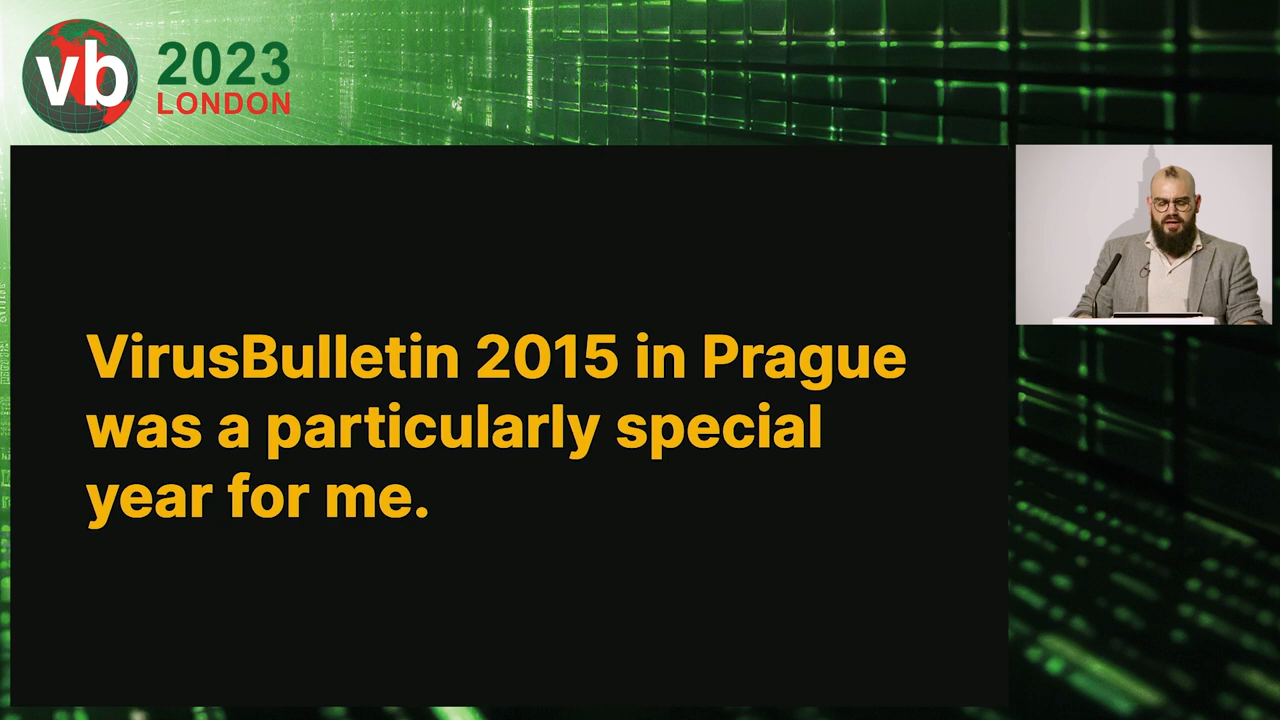 vb
2023
LONDON
VirusBulletin 2015 in Prague
was a particularly special
year for me.